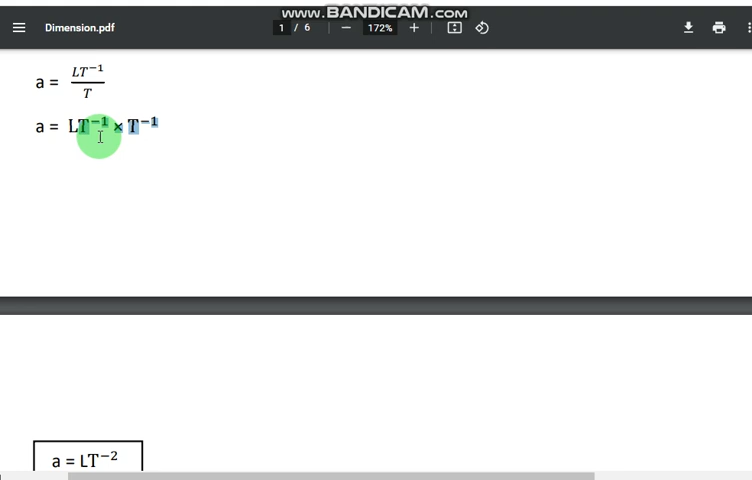 www.BANDICAM.com
Dimension.pdf 1 / 6 − 172% +
a = LT⁻¹/T
a = LT⁻¹ × T⁻¹
a = LT⁻²